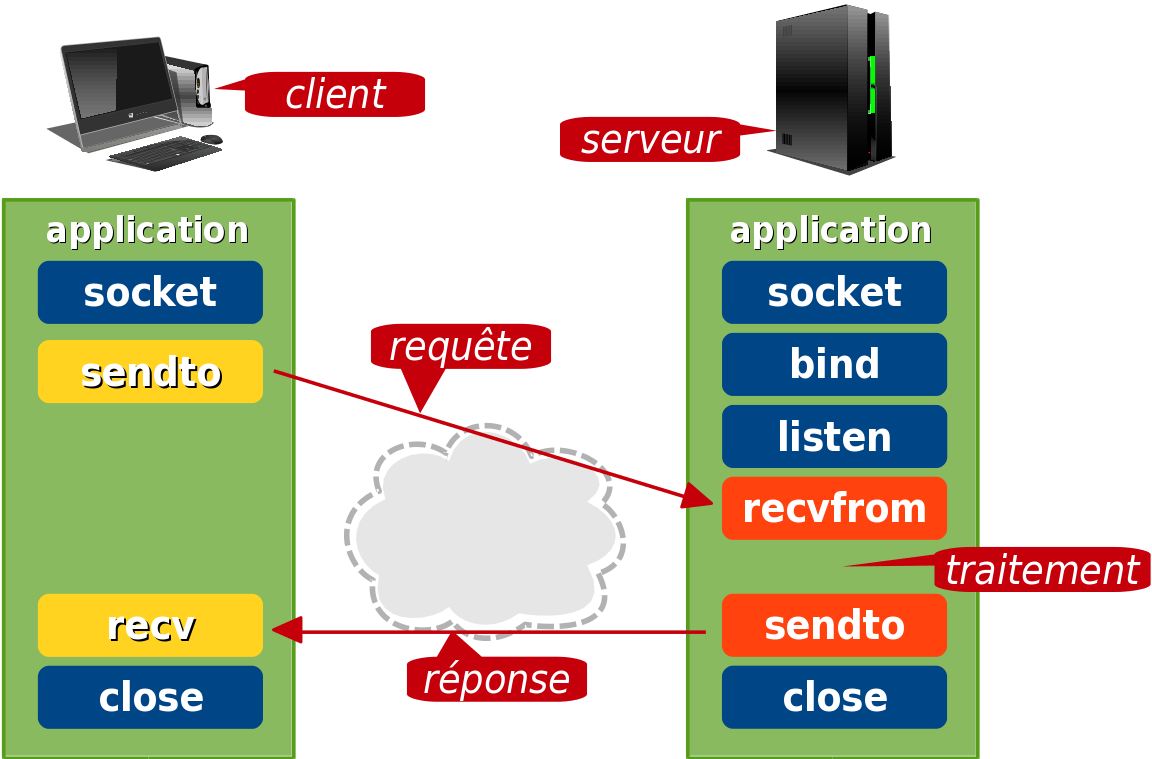 client
serveur
application
socket
sendto
recv
close
requête
réponse
application
socket
bind
listen
recvfrom
traitement
sendto
close